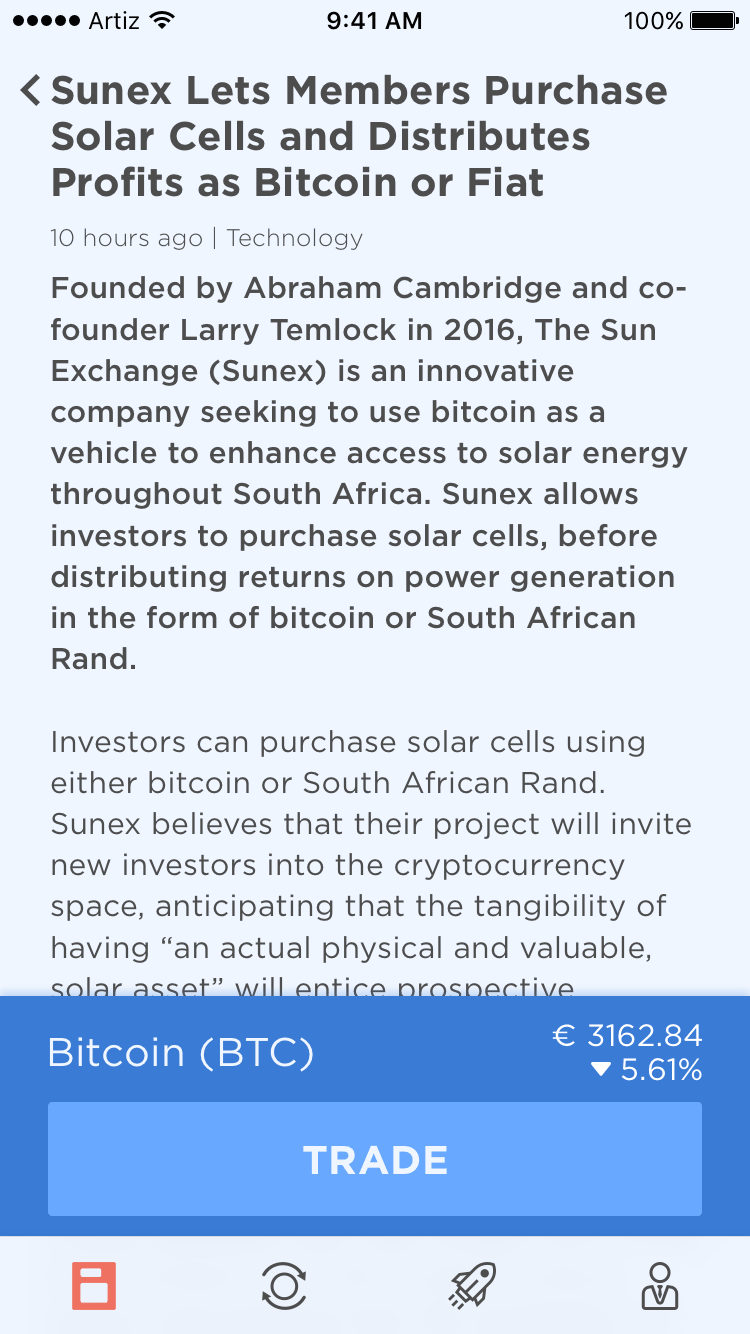 Artiz 9:41 AM 100%
Sunex Lets Members Purchase
Solar Cells and Distributes
Profits as Bitcoin or Fiat
10 hours ago | Technology
Founded by Abraham Cambridge and co-
founder Larry Temlock in 2016, The Sun
Exchange (Sunex) is an innovative
company seeking to use bitcoin as a
vehicle to enhance access to solar energy
throughout South Africa. Sunex allows
investors to purchase solar cells, before
distributing returns on power generation
in the form of bitcoin or South African
Rand.
Investors can purchase solar cells using
either bitcoin or South African Rand.
Sunex believes that their project will invite
new investors into the cryptocurrency
space, anticipating that the tangibility of
having “an actual physical and valuable,
solar asset” will entice prospective
Bitcoin (BTC)
€ 3162.84
▼ 5.61%
TRADE